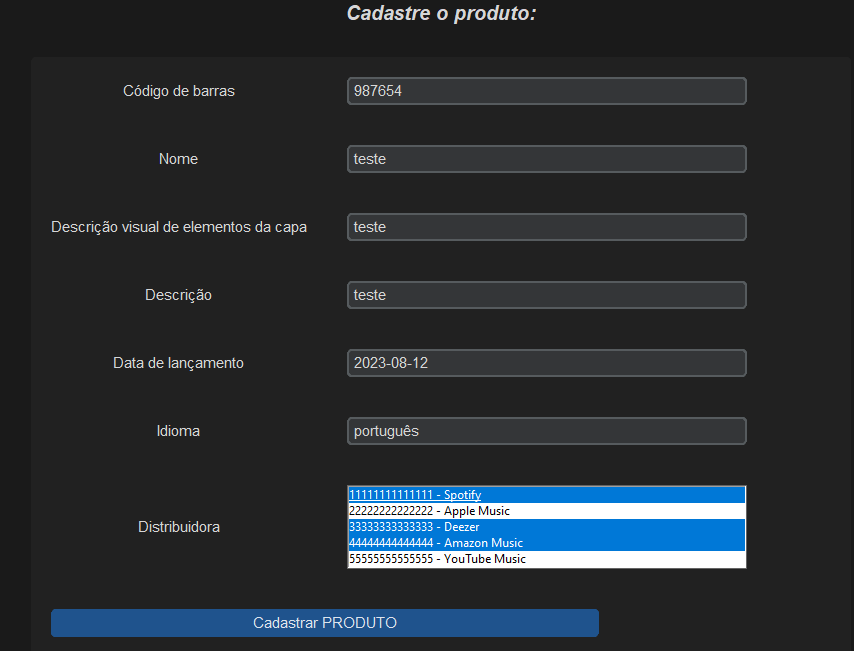 Cadastre o produto:
Código de barras 987654
Nome teste
Descrição visual de elementos da capa teste
Descrição teste
Data de lançamento 2023-08-12
Idioma português
11111111111111 - Spotify
22222222222222 - Apple Music
Distribuidora 33333333333333 - Deezer
44444444444444 - Amazon Music
55555555555555 - YouTube Music
Cadastrar PRODUTO